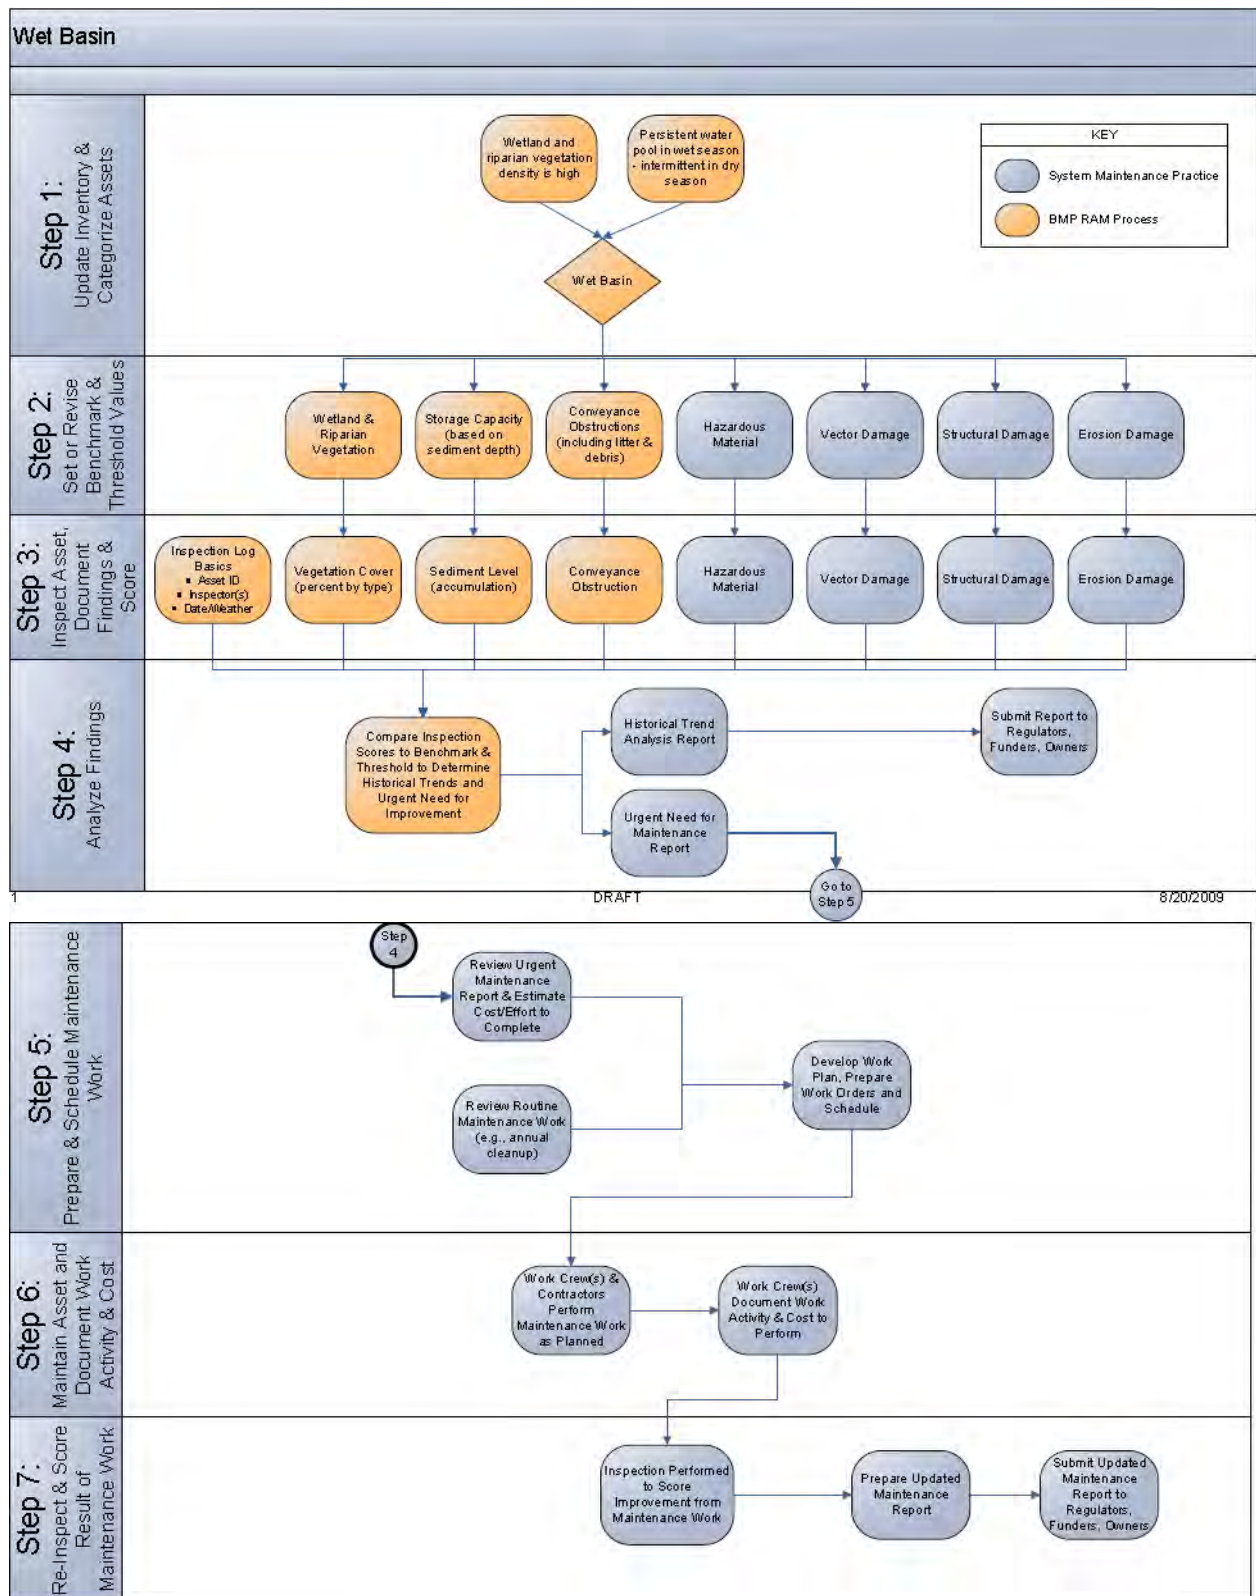 Wet Basin
Step 1:
Update Inventory &
Categorize Assets
Wetland and
riparian vegetation
density is high
Persistent water
pool in wet season
- intermittent in dry
season
KEY
System Maintenance Practice
BMP RAM Process
Wet Basin
Step 2:
Set or Revise
Benchmark &
Threshold Values
Wetland &
Riparian
Vegetation
Storage Capacity
(based on
sediment depth)
Conveyance
Obstructions
(including litter &
debris)
Hazardous
Material
Vector Damage
Structural Damage
Erosion Damage
Step 3:
Inspect Asset,
Document
Findings &
Score
Inspection Log
Basics
▪ Asset ID
▪ Inspector(s)
▪ Date/Weather
Vegetation Cover
(percent by type)
Sediment Level
(accumulation)
Conveyance
Obstruction
Hazardous
Material
Vector Damage
Structural Damage
Erosion Damage
Step 4:
Analyze Findings
Compare Inspection
Scores to Benchmark &
Threshold to Determine
Historical Trends and
Urgent Need for
Improvement
Historical Trend
Analysis Report
Submit Report to
Regulators,
Funders, Owners
Urgent Need for
Maintenance
Report
Go to
Step 5
1
DRAFT
8/20/2009
Step
4
Step 5:
Prepare & Schedule Maintenance
Work
Review Urgent
Maintenance
Report & Estimate
Cost/Effort to
Complete
Review Routine
Maintenance Work
(e.g., annual
cleanup)
Develop Work
Plan, Prepare
Work Orders and
Schedule
Step 6:
Maintain Asset and
Document Work
Activity & Cost
Work Crew(s) &
Contractors
Perform
Maintenance Work
as Planned
Work Crew(s)
Document Work
Activity & Cost to
Perform
Step 7:
Re-Inspect & Score
Result of
Maintenance Work
Inspection Performed
to Score
Improvement from
Maintenance Work
Prepare Updated
Maintenance
Report
Submit Updated
Maintenance
Report to
Regulators,
Funders, Owners